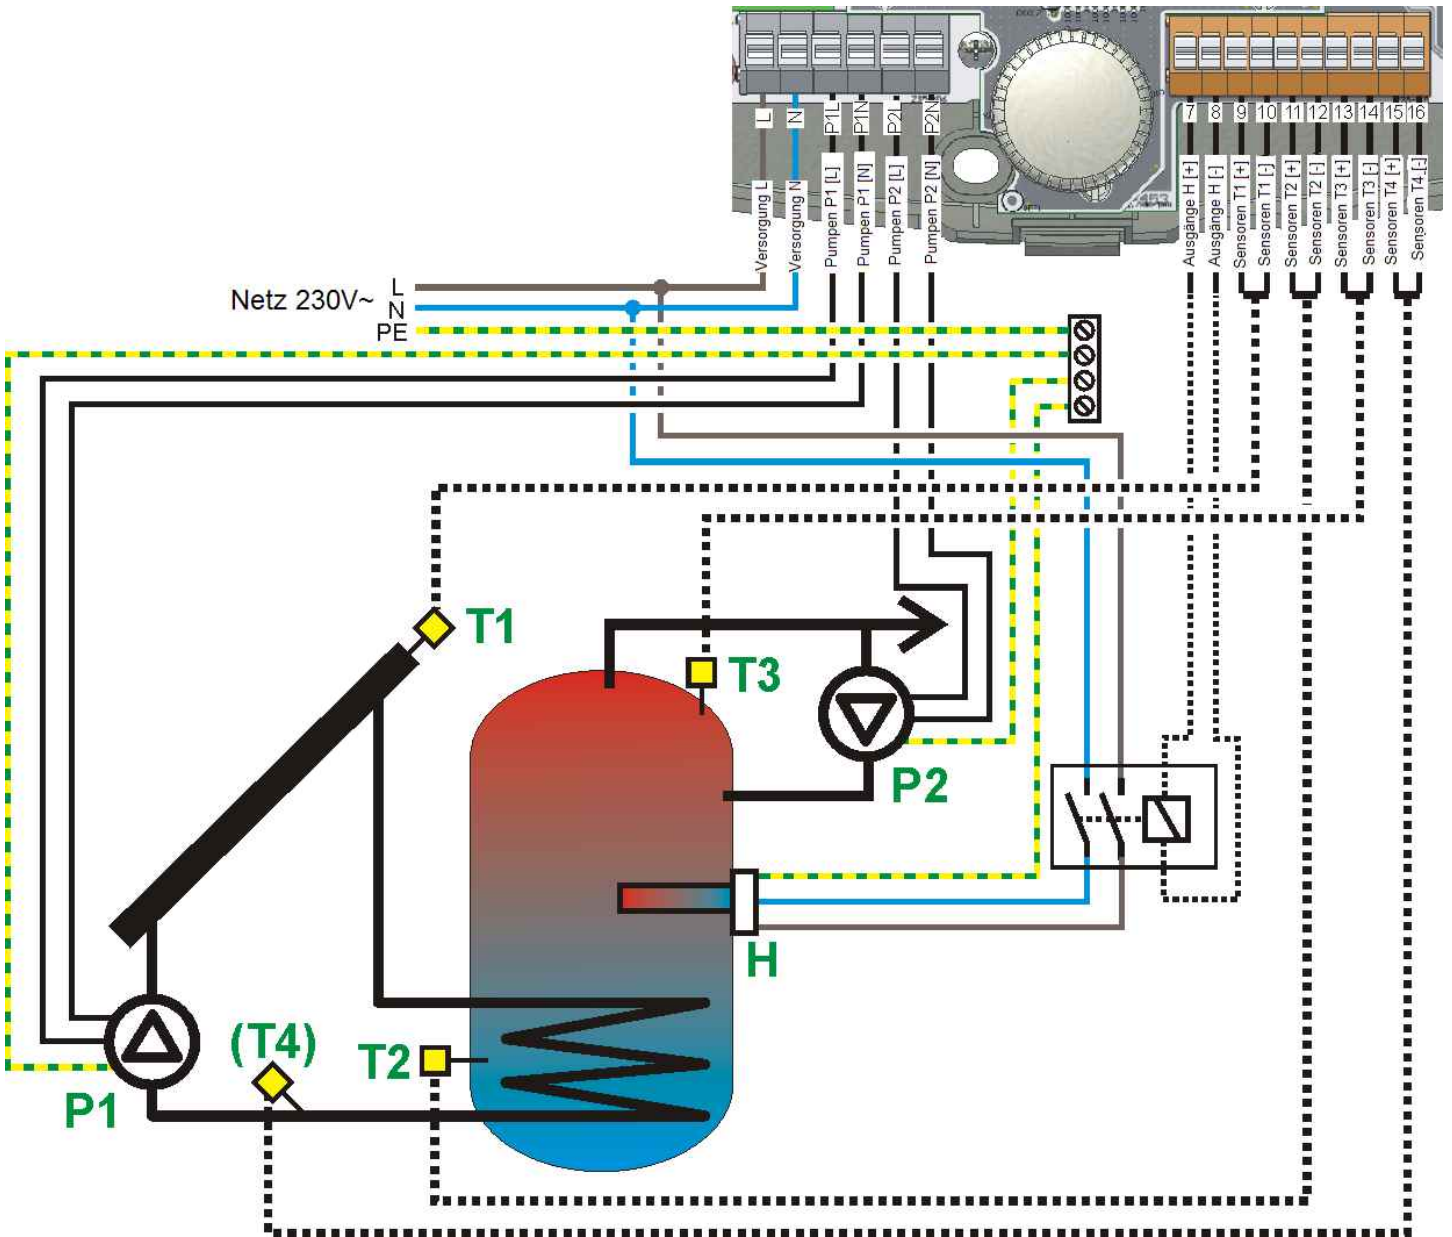 L
N
P1L
P1N
P2L
P2N
7
8
9
10
11
12
13
14
15
16
Versorgung L
Versorgung N
Pumpen P1 [L]
Pumpen P1 [N]
Pumpen P2 [L]
Pumpen P2 [N]
Ausgänge H [+]
Ausgänge H [-]
Sensoren T1 [+]
Sensoren T1 [-]
Sensoren T2 [+]
Sensoren T2 [-]
Sensoren T3 [+]
Sensoren T3 [-]
Sensoren T4 [+]
Sensoren T4 [-]
Netz 230V~
L
N
PE
T1
T3
P2
H
(T4)
T2
P1